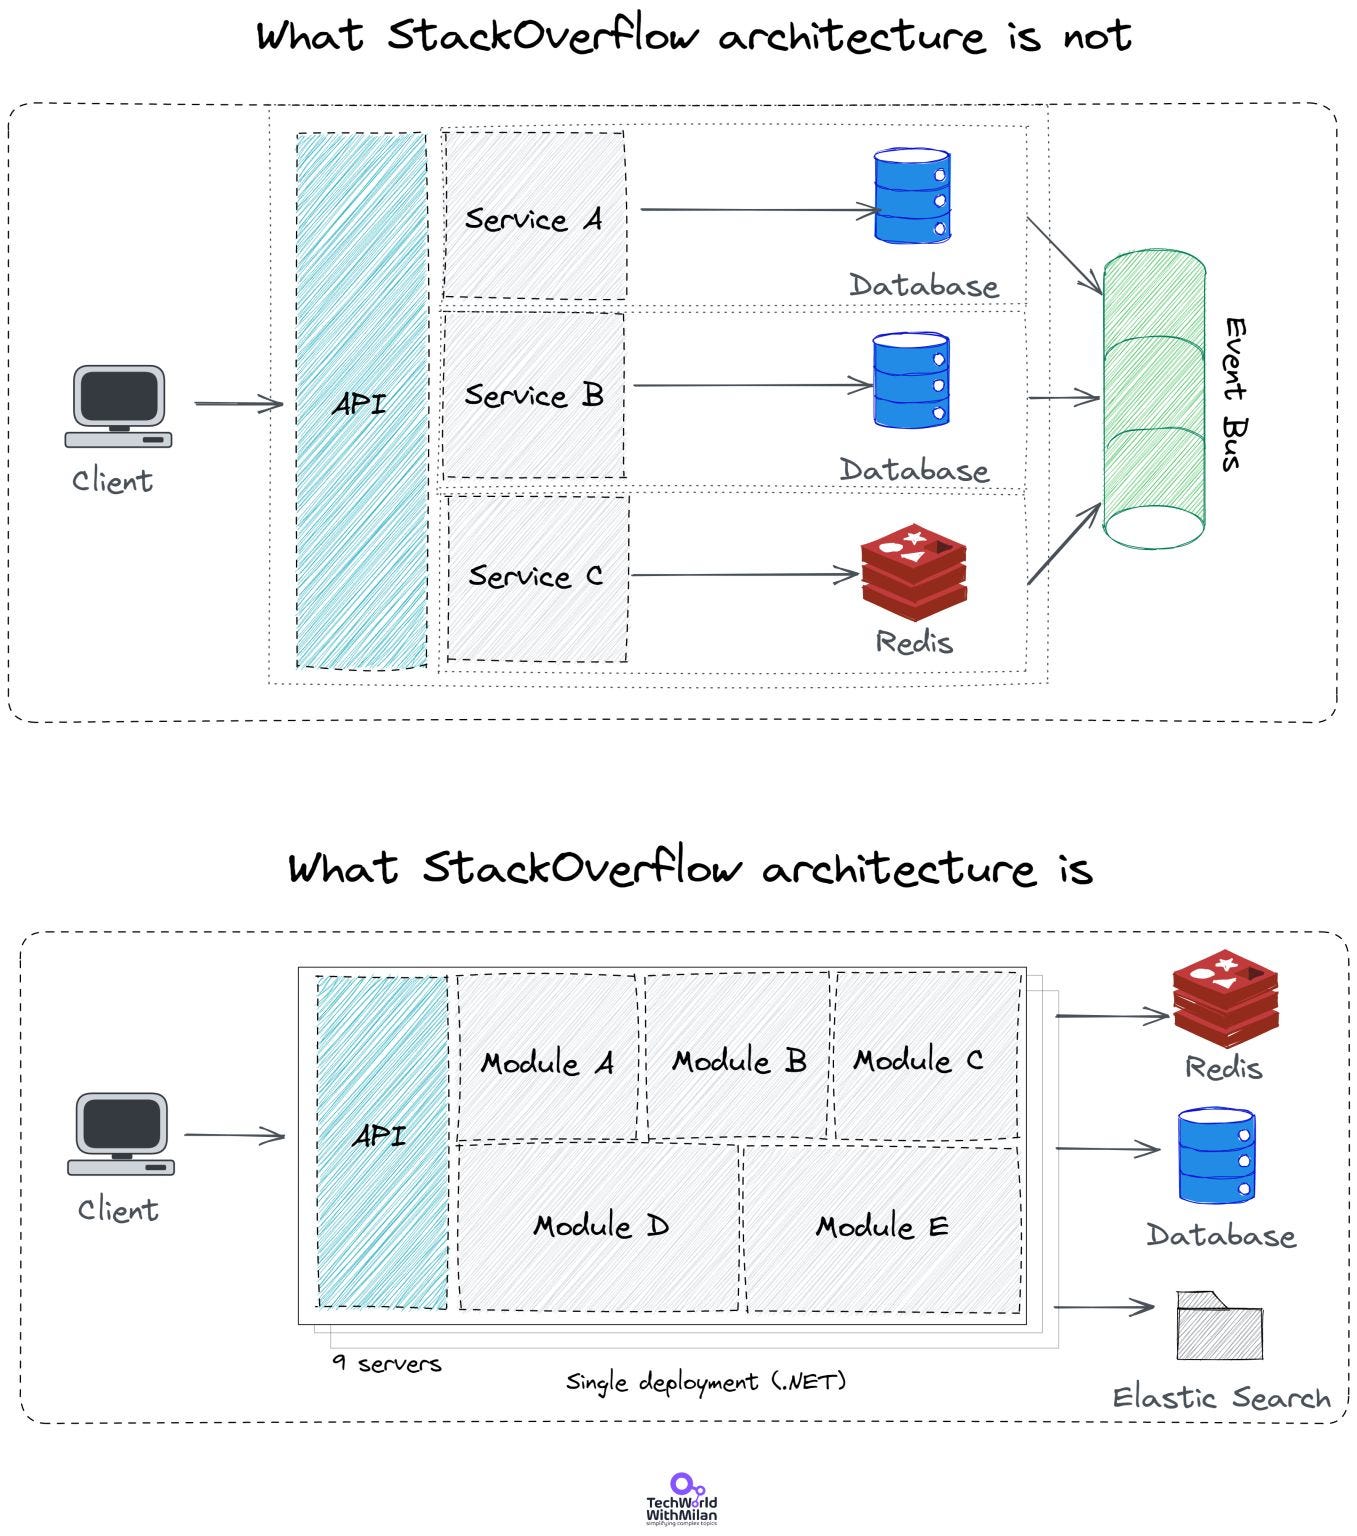 What StackOverflow architecture is not
Service A
Database
Service B
Database
API
Client
Event Bus
Service C
Redis
What StackOverflow architecture is
Module A
Module B
Module C
Redis
API
Client
Module D
Module E
Database
9 servers
Single deployment (.NET)
Elastic Search
TechWorld
WithMilan
simplifying complex topics